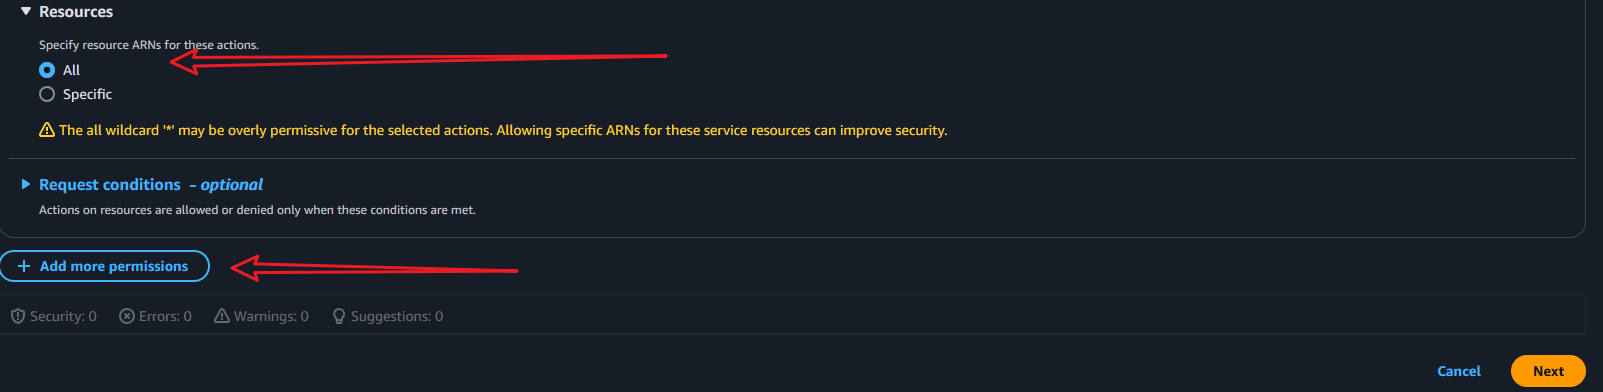 Resources
Specify resource ARNs for these actions.
All
Specific
The all wildcard '*' may be overly permissive for the selected actions. Allowing specific ARNs for these service resources can improve security.
Request conditions - optional
Actions on resources are allowed or denied only when these conditions are met.
+ Add more permissions
Security: 0 Errors: 0 Warnings: 0 Suggestions: 0
Cancel Next